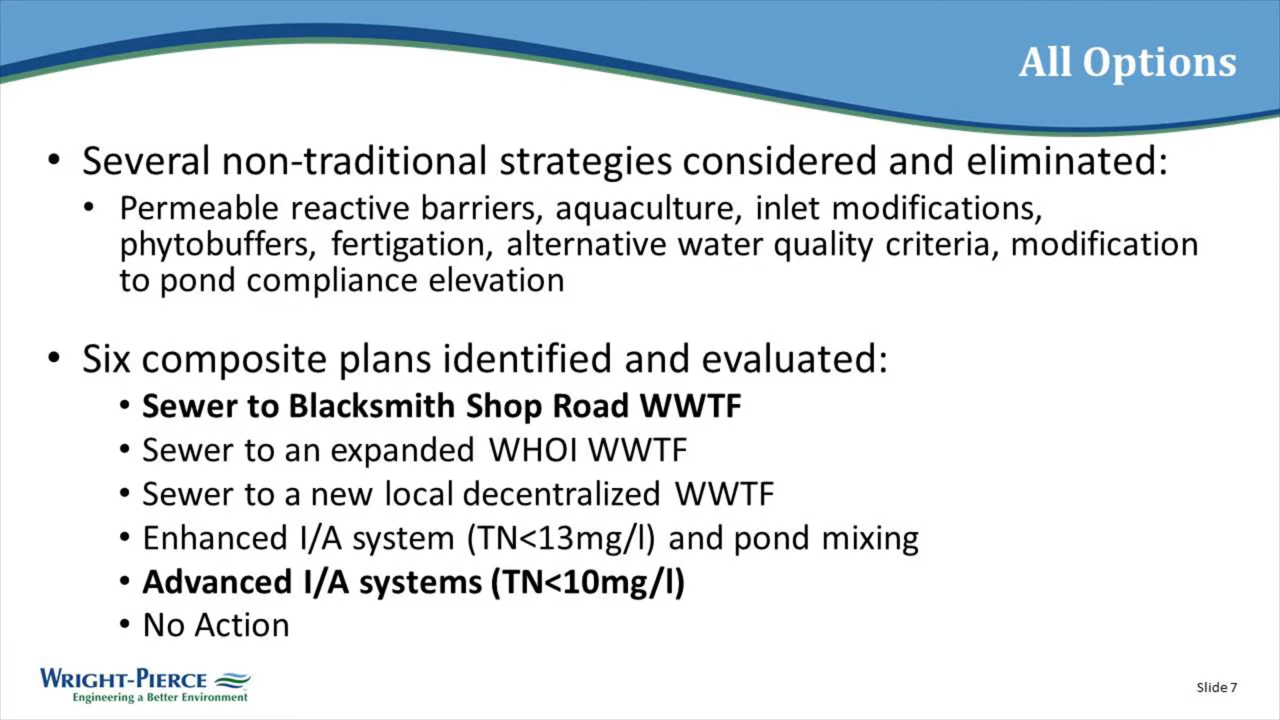 All Options
• Several non-traditional strategies considered and eliminated:
• Permeable reactive barriers, aquaculture, inlet modifications,
phytobuffers, fertigation, alternative water quality criteria, modification
to pond compliance elevation
• Six composite plans identified and evaluated:
• Sewer to Blacksmith Shop Road WWTF
• Sewer to an expanded WHOI WWTF
• Sewer to a new local decentralized WWTF
• Enhanced I/A system (TN<13mg/l) and pond mixing
• Advanced I/A systems (TN<10mg/l)
• No Action
WRIGHT-PIERCE
Engineering a Better Environment
Slide 7